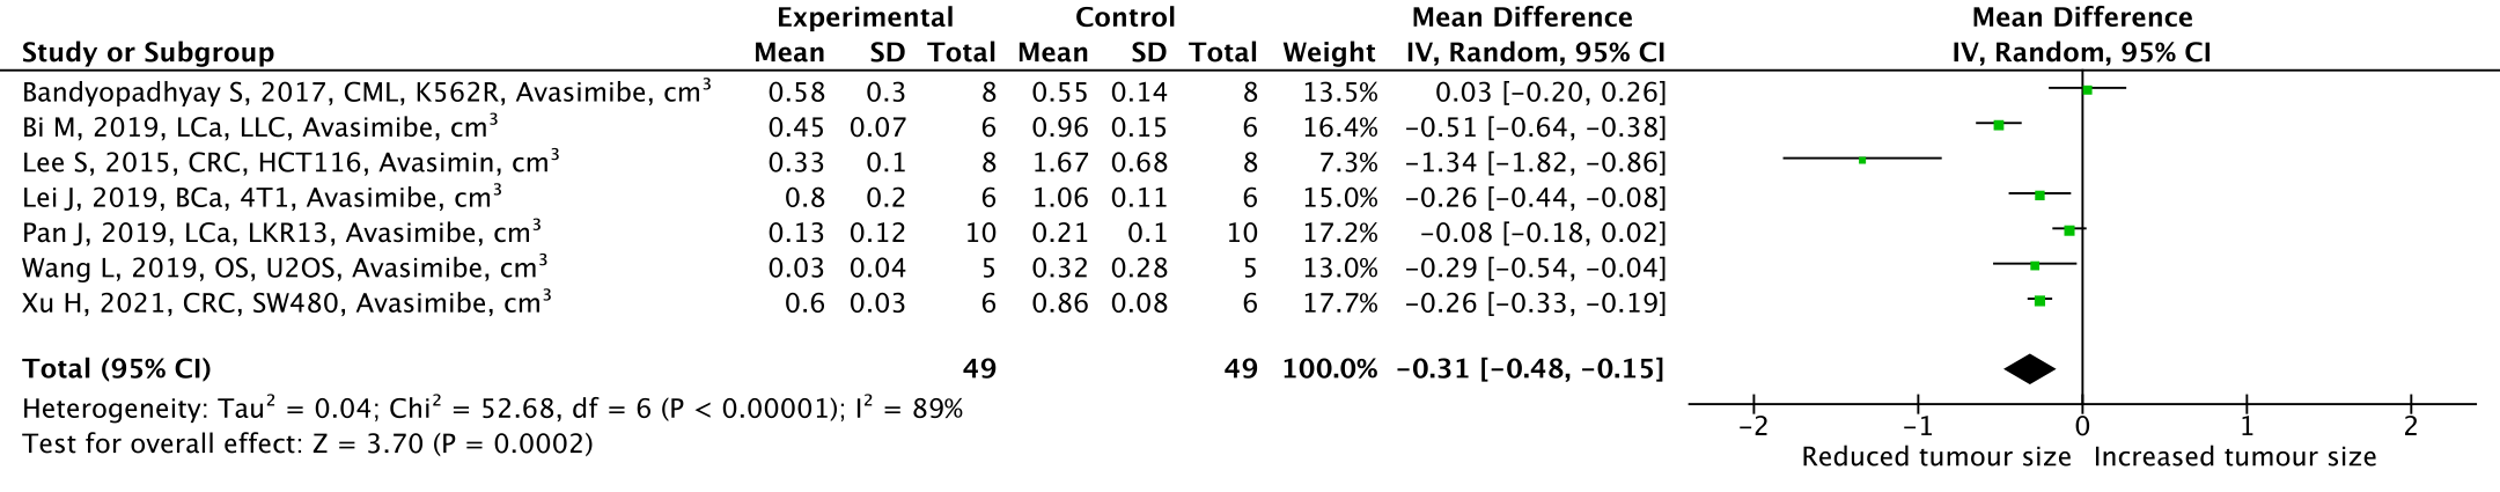 Experimental Control Mean Difference Mean Difference
Study or Subgroup Mean SD Total Mean SD Total Weight IV, Random, 95% CI IV, Random, 95% CI
Bandyopadhyay S, 2017, CML, K562R, Avasimibe, cm³ 0.58 0.3 8 0.55 0.14 8 13.5% 0.03 [−0.20, 0.26]
Bi M, 2019, LCa, LLC, Avasimibe, cm³ 0.45 0.07 6 0.96 0.15 6 16.4% −0.51 [−0.64, −0.38]
Lee S, 2015, CRC, HCT116, Avasimin, cm³ 0.33 0.1 8 1.67 0.68 8 7.3% −1.34 [−1.82, −0.86]
Lei J, 2019, BCa, 4T1, Avasimibe, cm³ 0.8 0.2 6 1.06 0.11 6 15.0% −0.26 [−0.44, −0.08]
Pan J, 2019, LCa, LKR13, Avasimibe, cm³ 0.13 0.12 10 0.21 0.1 10 17.2% −0.08 [−0.18, 0.02]
Wang L, 2019, OS, U2OS, Avasimibe, cm³ 0.03 0.04 5 0.32 0.28 5 13.0% −0.29 [−0.54, −0.04]
Xu H, 2021, CRC, SW480, Avasimibe, cm³ 0.6 0.03 6 0.86 0.08 6 17.7% −0.26 [−0.33, −0.19]
Total (95% CI) 49 49 100.0% −0.31 [−0.48, −0.15]
Heterogeneity: Tau² = 0.04; Chi² = 52.68, df = 6 (P < 0.00001); I² = 89%
Test for overall effect: Z = 3.70 (P = 0.0002)
−2 −1 0 1 2
Reduced tumour size Increased tumour size